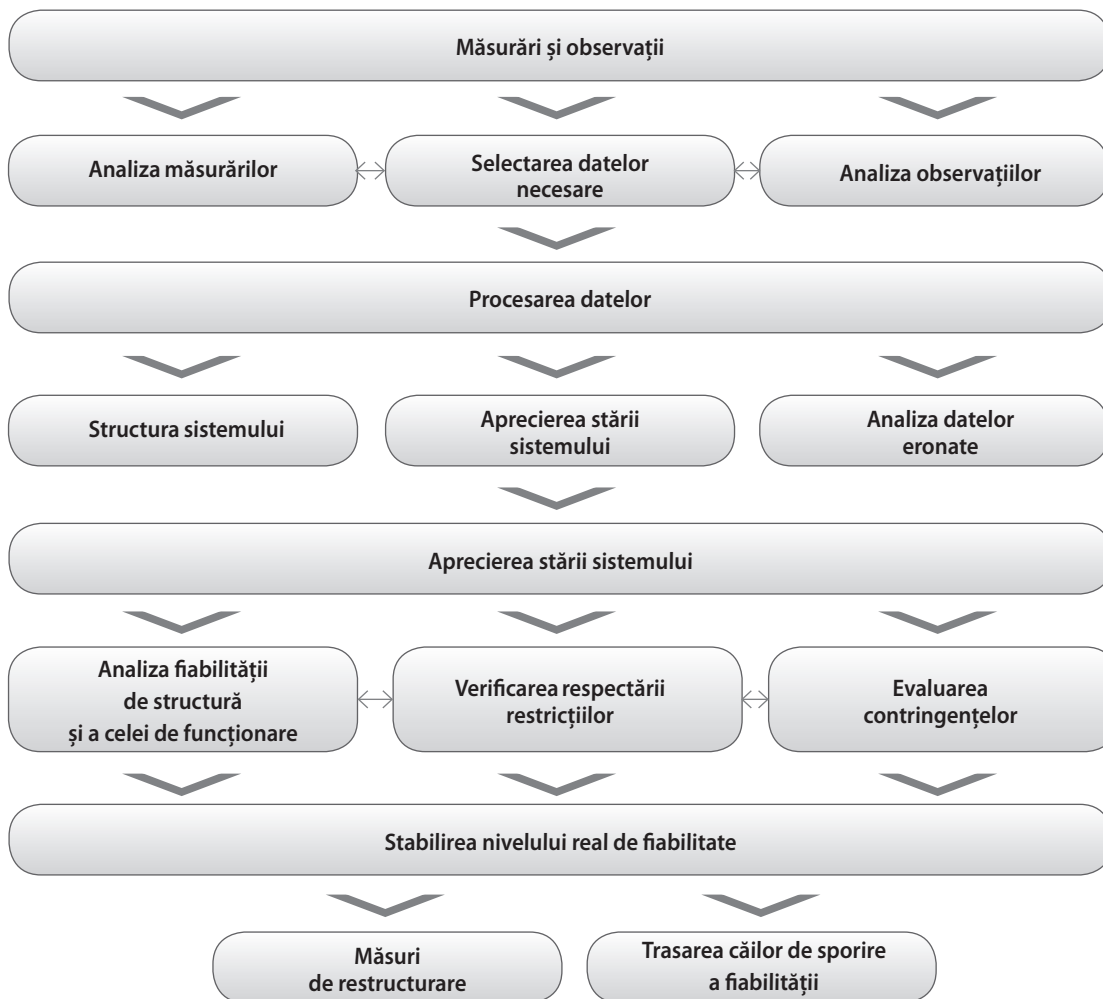 Măsurări și observații
Analiza măsurărilor
Selectarea datelor
necesare
Analiza observațiilor
Procesarea datelor
Structura sistemului
Aprecierea stării
sistemului
Analiza datelor
eronate
Aprecierea stării sistemului
Analiza fiabilității
de structură
și a celei de funcționare
Verificarea respectării
restricțiilor
Evaluarea
contringențelor
Stabilirea nivelului real de fiabilitate
Măsuri
de restructurare
Trasarea căilor de sporire
a fiabilității